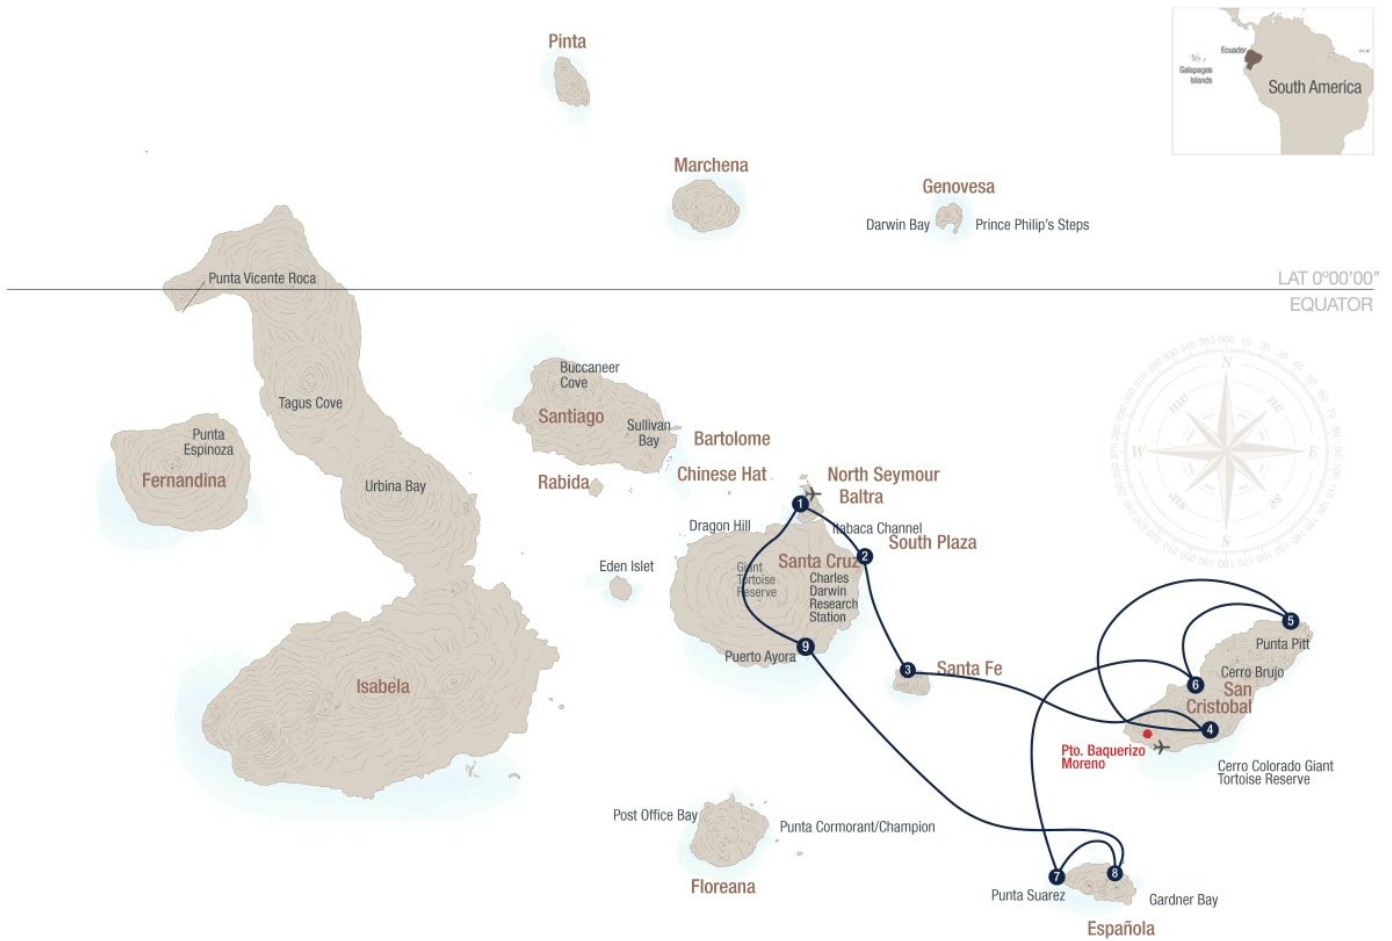 Pinta
Ecuador
Galapagos
Islands
South America
Marchena
Genovesa
Darwin Bay
Prince Philip's Steps
Punta Vicente Roca
LAT 0°00'00"
EQUATOR
Buccaneer
Cove
Tagus Cove
Santiago
Sullivan
Bay
Bartolome
Punta
Espinoza
Fernandina
Rabida
Chinese Hat
North Seymour
Baltra
Urbina Bay
1
Dragon Hill
Itabaca Channel
South Plaza
2
Eden Islet
Giant
Tortoise
Reserve
Santa Cruz
Charles
Darwin
Research
Station
N
ne
E
se
S
sw
W
nw
5
Punta Pitt
9
Puerto Ayora
3
Santa Fe
Cerro Brujo
6
San
Cristobal
Isabela
4
Pto. Baquerizo
Moreno
Cerro Colorado Giant
Tortoise Reserve
Post Office Bay
Punta Cormorant/Champion
Floreana
7
8
Punta Suarez
Gardner Bay
Española